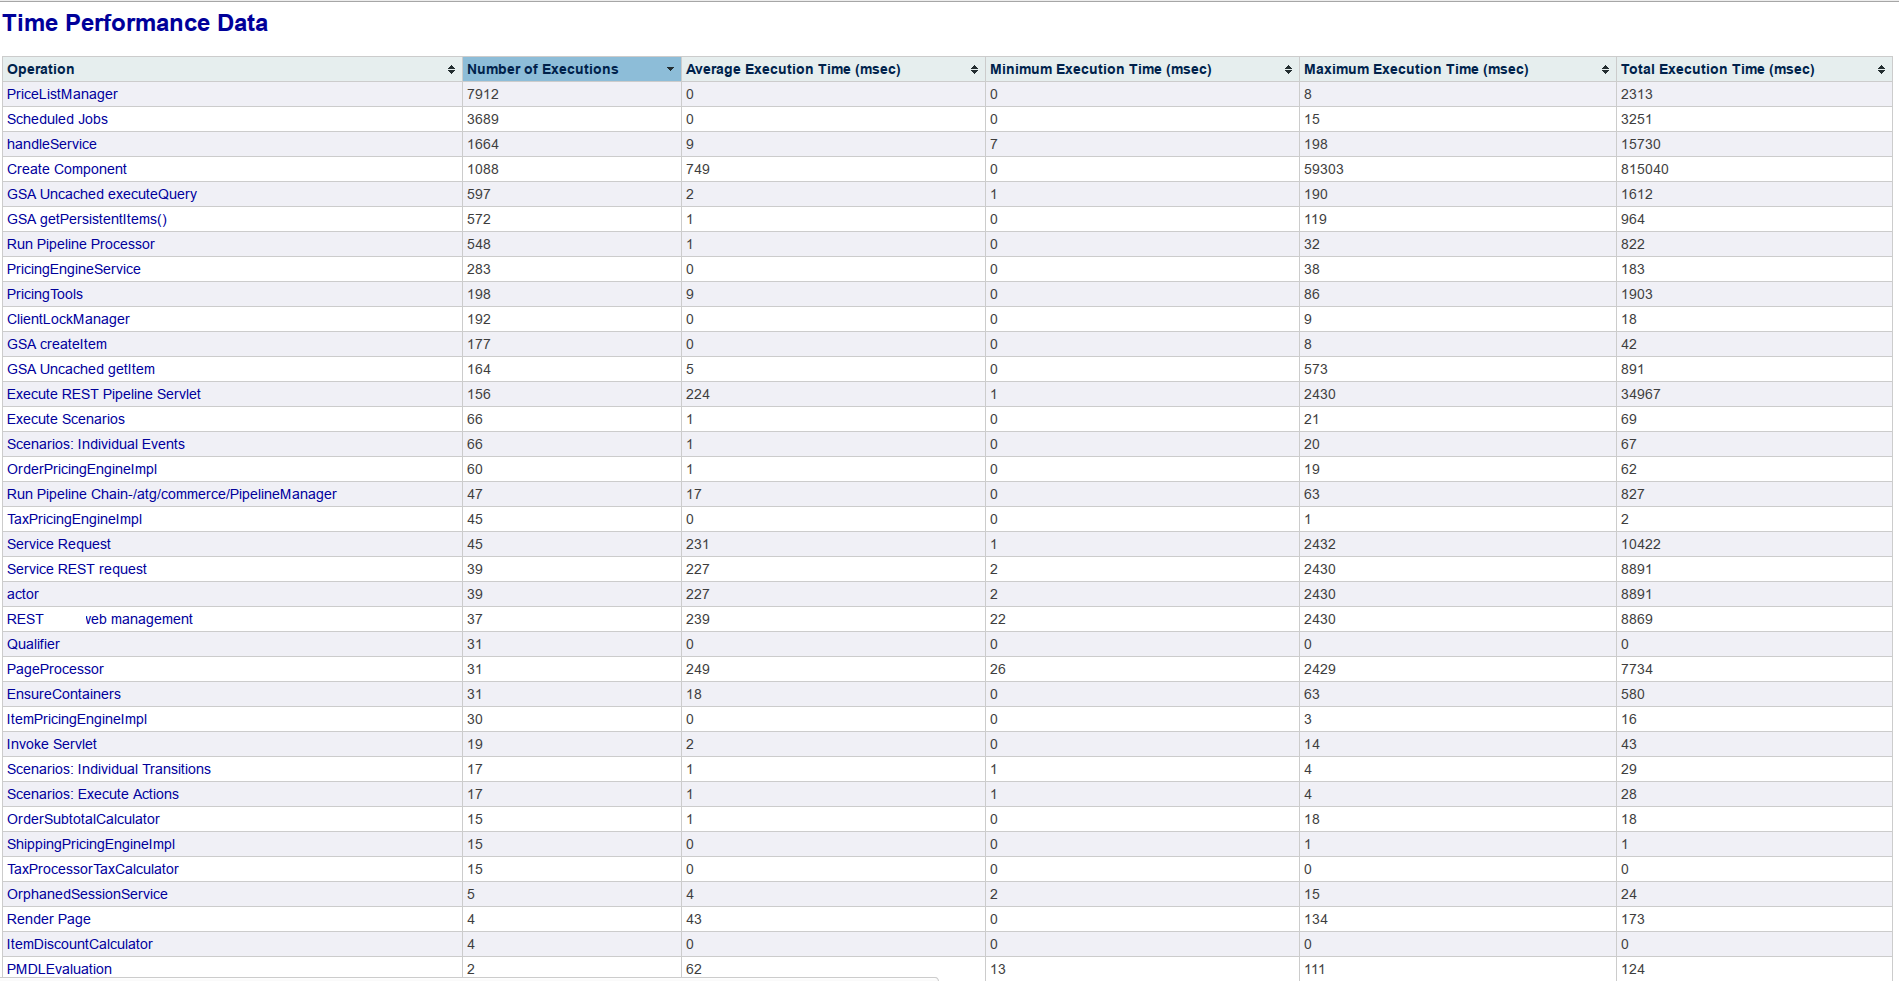 Time Performance Data
Operation Number of Executions Average Execution Time (msec) Minimum Execution Time (msec) Maximum Execution Time (msec) Total Execution Time (msec)
PriceListManager 7912 0 0 8 2313
Scheduled Jobs 3689 0 0 15 3251
handleService 1664 9 7 198 15730
Create Component 1088 749 0 59303 815040
GSA Uncached executeQuery 597 2 1 190 1612
GSA getPersistentItems() 572 1 0 119 964
Run Pipeline Processor 548 1 0 32 822
PricingEngineService 283 0 0 38 183
PricingTools 198 9 0 86 1903
ClientLockManager 192 0 0 9 18
GSA createItem 177 0 0 8 42
GSA Uncached getItem 164 5 0 573 891
Execute REST Pipeline Servlet 156 224 1 2430 34967
Execute Scenarios 66 1 0 21 69
Scenarios: Individual Events 66 1 0 20 67
OrderPricingEngineImpl 60 1 0 19 62
Run Pipeline Chain-/atg/commerce/PipelineManager 47 17 0 63 827
TaxPricingEngineImpl 45 0 0 1 2
Service Request 45 231 1 2432 10422
Service REST request 39 227 2 2430 8891
actor 39 227 2 2430 8891
REST web management 37 239 22 2430 8869
Qualifier 31 0 0 0 0
PageProcessor 31 249 26 2429 7734
EnsureContainers 31 18 0 63 580
ItemPricingEngineImpl 30 0 0 3 16
Invoke Servlet 19 2 0 14 43
Scenarios: Individual Transitions 17 1 1 4 29
Scenarios: Execute Actions 17 1 1 4 28
OrderSubtotalCalculator 15 1 0 18 18
ShippingPricingEngineImpl 15 0 0 1 1
TaxProcessorTaxCalculator 15 0 0 0 0
OrphanedSessionService 5 4 2 15 24
Render Page 4 43 0 134 173
ItemDiscountCalculator 4 0 0 0 0
PMDLEvaluation 2 62 13 111 124